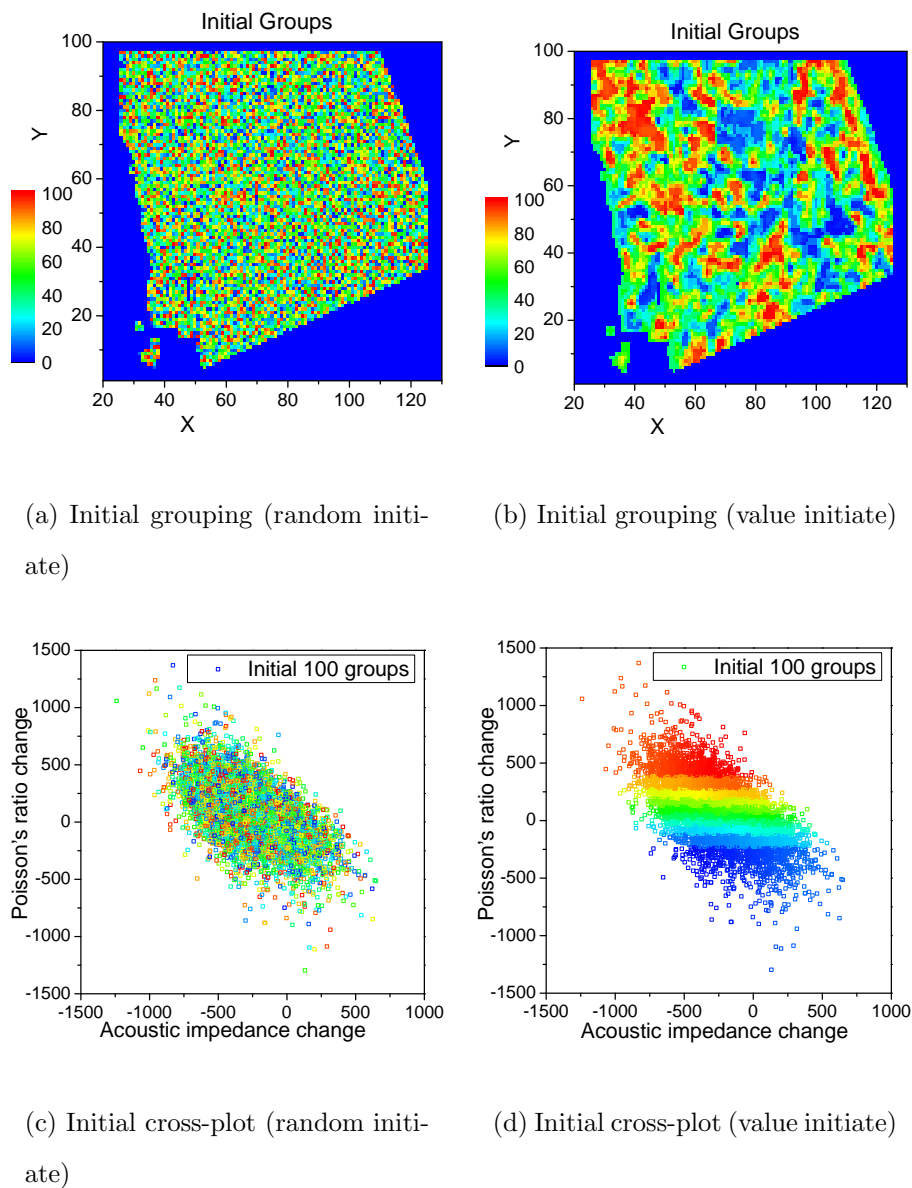 Initial Groups
Y
100
80
60
40
20
100
80
60
40
20
0
20 40 60 80 100 120
X
Initial Groups
Y
100
80
60
40
20
100
80
60
40
20
0
20 40 60 80 100 120
X
(a) Initial grouping (random initi-
ate)
(b) Initial grouping (value initiate)
Initial 100 groups
Poisson's ratio change
1500
1000
500
0
-500
-1000
-1500
-1500 -1000 -500 0 500 1000
Acoustic impedance change
Initial 100 groups
Poisson's ratio change
1500
1000
500
0
-500
-1000
-1500
-1500 -1000 -500 0 500 1000
Acoustic impedance change
(c) Initial cross-plot (random initi-
ate)
(d) Initial cross-plot (value initiate)